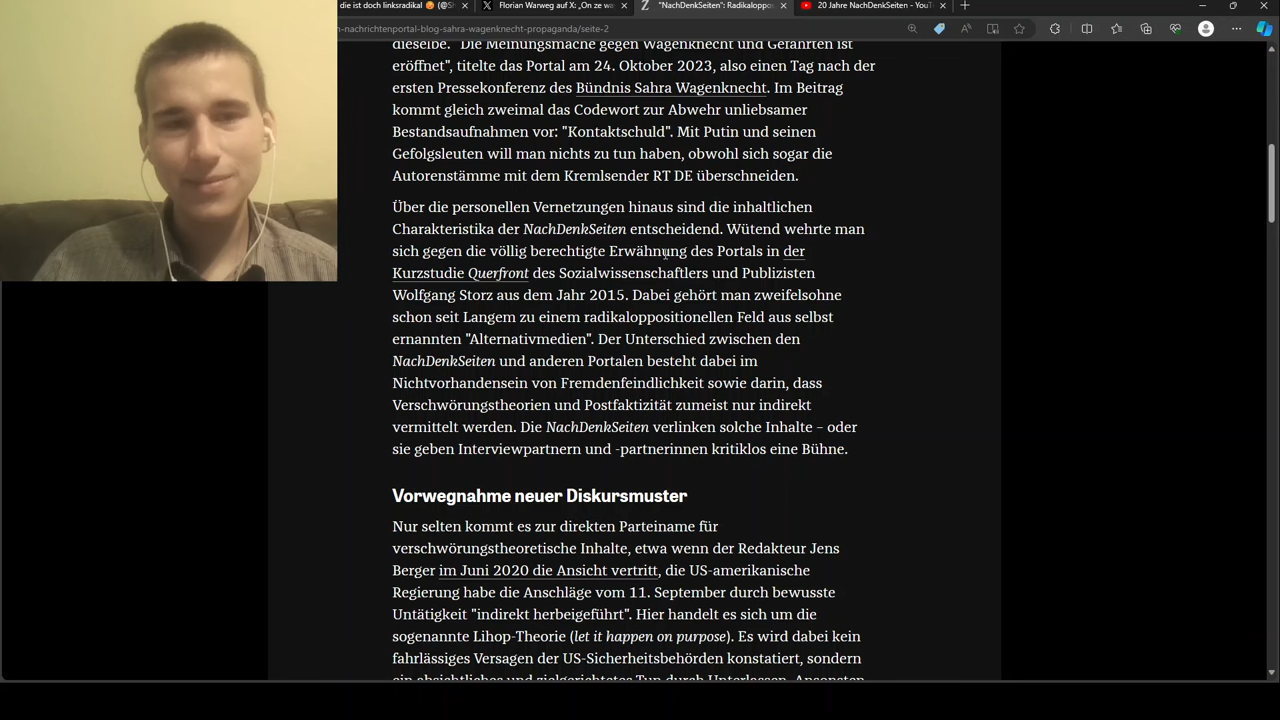 die ist doch linksradikal 🤡 (@S
Florian Warweg auf X: „On ze wa
"NachDenkSeiten": Radikaloppo
20 Jahre NachDenkSeiten - YouT
-nachrichtenportal-blog-sahra-wagenknecht-propaganda/seite-2
dieselbe. "Die Meinungsmache gegen Wagenknecht und Gefährten ist
eröffnet", titelte das Portal am 24. Oktober 2023, also einen Tag nach der
ersten Pressekonferenz des Bündnis Sahra Wagenknecht. Im Beitrag
kommt gleich zweimal das Codewort zur Abwehr unliebsamer
Bestandsaufnahmen vor: "Kontaktschuld". Mit Putin und seinen
Gefolgsleuten will man nichts zu tun haben, obwohl sich sogar die
Autorenstämme mit dem Kremlsender RT DE überschneiden.
Über die personellen Vernetzungen hinaus sind die inhaltlichen
Charakteristika der NachDenkSeiten entscheidend. Wütend wehrte man
sich gegen die völlig berechtigte Erwähnung des Portals in der
Kurzstudie Querfront des Sozialwissenschaftlers und Publizisten
Wolfgang Storz aus dem Jahr 2015. Dabei gehört man zweifelsohne
schon seit Langem zu einem radikaloppositionellen Feld aus selbst
ernannten "Alternativmedien". Der Unterschied zwischen den
NachDenkSeiten und anderen Portalen besteht dabei im
Nichtvorhandensein von Fremdenfeindlichkeit sowie darin, dass
Verschwörungstheorien und Postfaktizität zumeist nur indirekt
vermittelt werden. Die NachDenkSeiten verlinken solche Inhalte – oder
sie geben Interviewpartnern und -partnerinnen kritiklos eine Bühne.
Vorwegnahme neuer Diskursmuster
Nur selten kommt es zur direkten Parteiname für
verschwörungstheoretische Inhalte, etwa wenn der Redakteur Jens
Berger im Juni 2020 die Ansicht vertritt, die US-amerikanische
Regierung habe die Anschläge vom 11. September durch bewusste
Untätigkeit "indirekt herbeigeführt". Hier handelt es sich um die
sogenannte Lihop-Theorie (let it happen on purpose). Es wird dabei kein
fahrlässiges Versagen der US-Sicherheitsbehörden konstatiert, sondern
ein absichtliches und zielgerichtetes Tun durch Unterlassen. Ansonsten